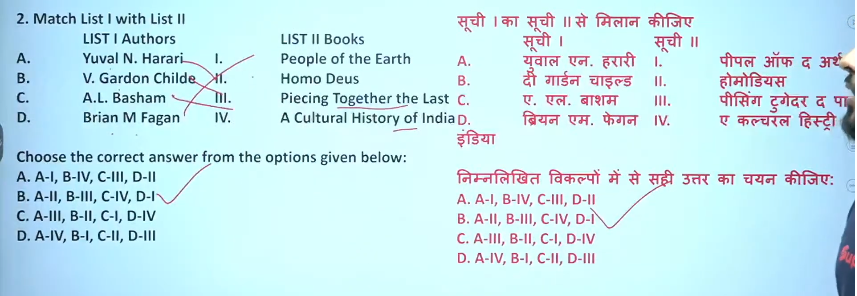 2. Match List I with List II
LIST I Authors LIST II Books
A. Yuval N. Harari I. People of the Earth
B. V. Gardon Childe II. Homo Deus
C. A.L. Basham III. Piecing Together the Last
D. Brian M Fagan IV. A Cultural History of India
Choose the correct answer from the options given below:
A. A-I, B-IV, C-III, D-II
B. A-II, B-III, C-IV, D-I
C. A-III, B-II, C-I, D-IV
D. A-IV, B-I, C-II, D-III
सूची I का सूची II से मिलान कीजिए
सूची I सूची II
A. युवाल एन. हरारी I. पीपल ऑफ द अर्थ
B. दी गार्डन चाइल्ड II. होमोडियस
C. ए. एल. बाशम III. पीसिंग टुगेदर द पा
D. ब्रियन एम. फेगन IV. ए कल्चरल हिस्ट्री
इंडिया
निम्नलिखित विकल्पों में से सही उत्तर का चयन कीजिए:
A. A-I, B-IV, C-III, D-II
B. A-II, B-III, C-IV, D-I
C. A-III, B-II, C-I, D-IV
D. A-IV, B-I, C-II, D-III